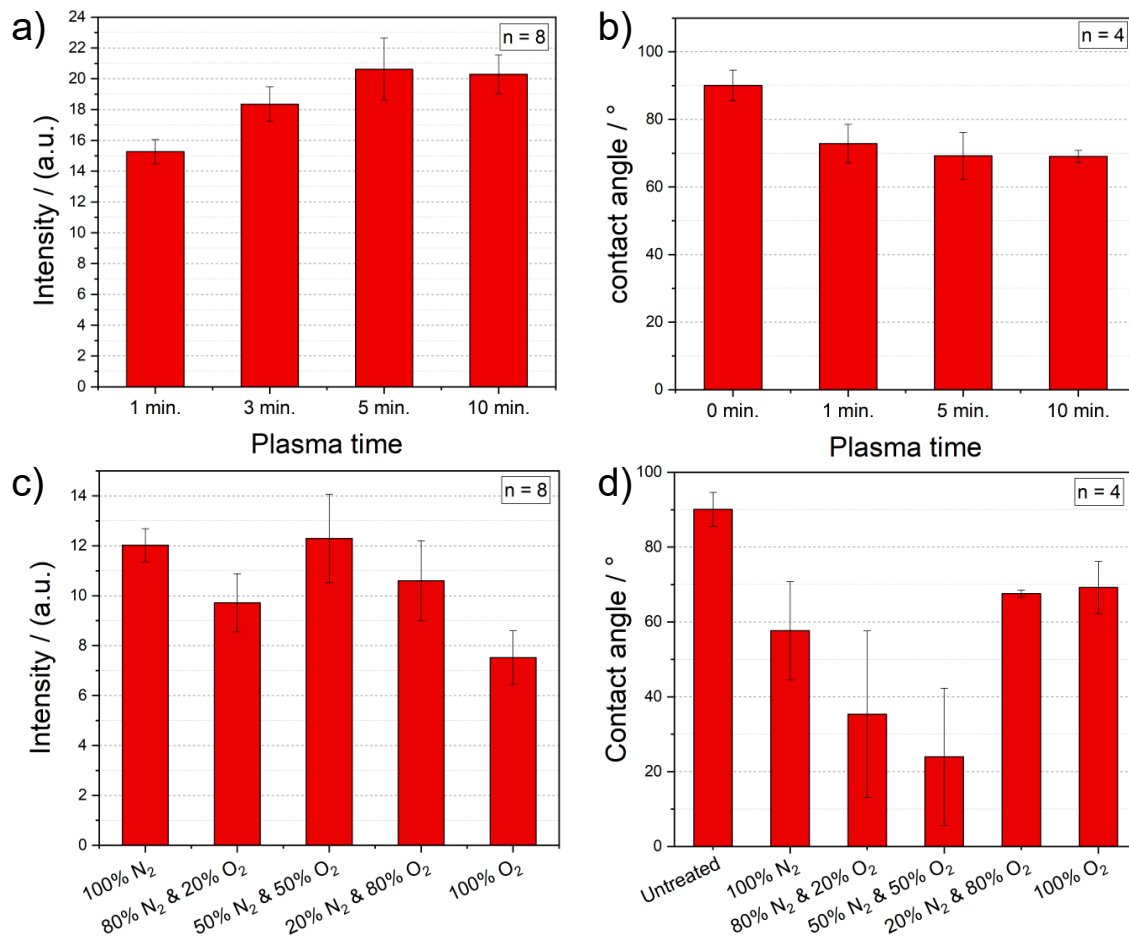 a)
n = 8
24
22
20
18
16
14
12
10
8
6
4
2
0
Intensity / (a.u.)
1 min.
3 min.
5 min.
10 min.
Plasma time
b)
n = 4
100
80
60
40
20
0
contact angle / °
0 min.
1 min.
5 min.
10 min.
Plasma time
c)
n = 8
14
12
10
8
6
4
2
0
Intensity / (a.u.)
100% N₂
80% N₂ & 20% O₂
50% N₂ & 50% O₂
20% N₂ & 80% O₂
100% O₂
d)
n = 4
100
80
60
40
20
0
Contact angle / °
Untreated
100% N₂
80% N₂ & 20% O₂
50% N₂ & 50% O₂
20% N₂ & 80% O₂
100% O₂